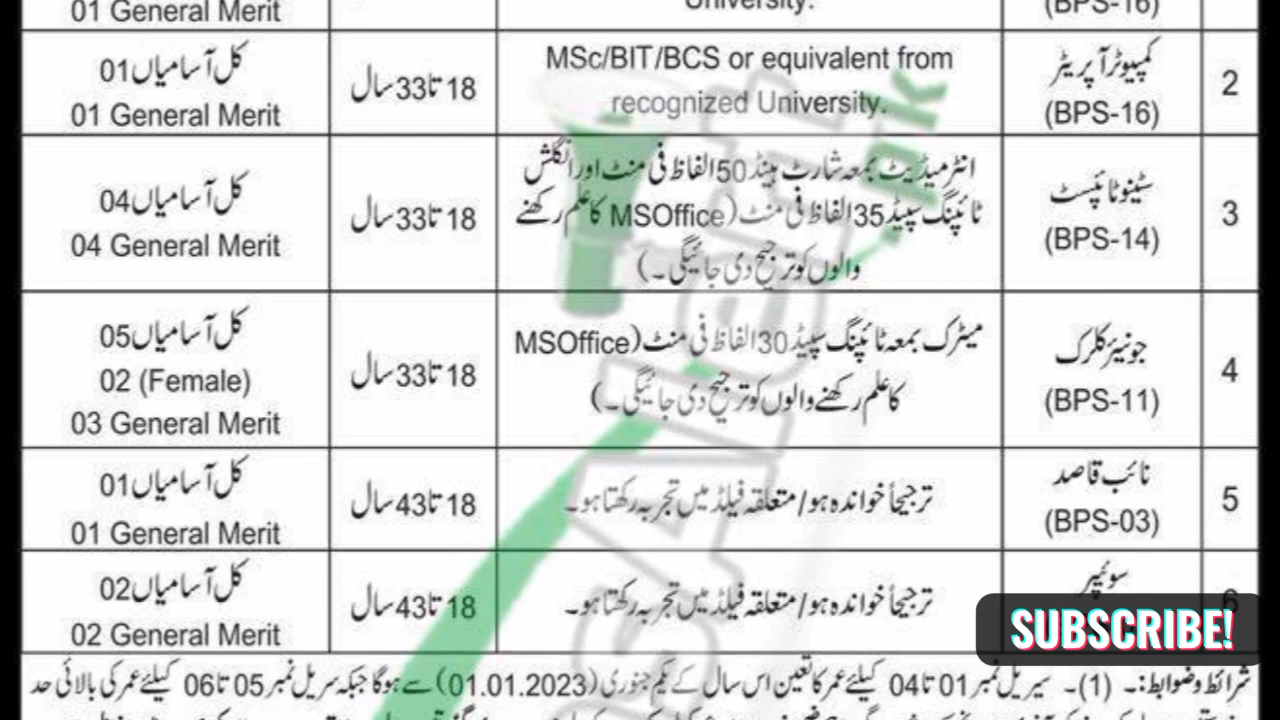 University.
(BPS-16)
01 General Merit
2
کمپیوٹر آپریٹر
(BPS-16)
MSc/BIT/BCS or equivalent from
recognized University.
18 تا 33 سال
کل آسامیاں 01
01 General Merit
3
سٹینو ٹائپسٹ
(BPS-14)
انٹرمیڈیٹ بمعہ شارٹ ہینڈ 50 الفاظ فی منٹ اور انگلش
ٹائپنگ سپیڈ 35 الفاظ فی منٹ (MSOffice کا علم رکھنے
والوں کو ترجیح دی جائیگی۔)
18 تا 33 سال
کل آسامیاں 04
04 General Merit
4
جونیئر کلرک
(BPS-11)
میٹرک بمعہ ٹائپنگ سپیڈ 30 الفاظ فی منٹ (MSOffice
کا علم رکھنے والوں کو ترجیح دی جائیگی۔)
18 تا 33 سال
کل آسامیاں 05
02 (Female)
03 General Merit
5
نائب قاصد
(BPS-03)
ترجیحاً خواندہ ہو/ متعلقہ فیلڈ میں تجربہ رکھتا ہو۔
18 تا 43 سال
کل آسامیاں 01
01 General Merit
6
سوئیپر
ترجیحاً خواندہ ہو/ متعلقہ فیلڈ میں تجربہ رکھتا ہو۔
18 تا 43 سال
کل آسامیاں 02
02 General Merit
SUBSCRIBE!
شرائط وضوابط:۔ (1)۔ سیریل نمبر 01 تا 04 کیلئے عمر کا تعین اس سال کے یکم جنوری (01.01.2023) سے ہوگا جبکہ سریل نمبر 05 تا 06 کیلئے عمر کی بالائی حد